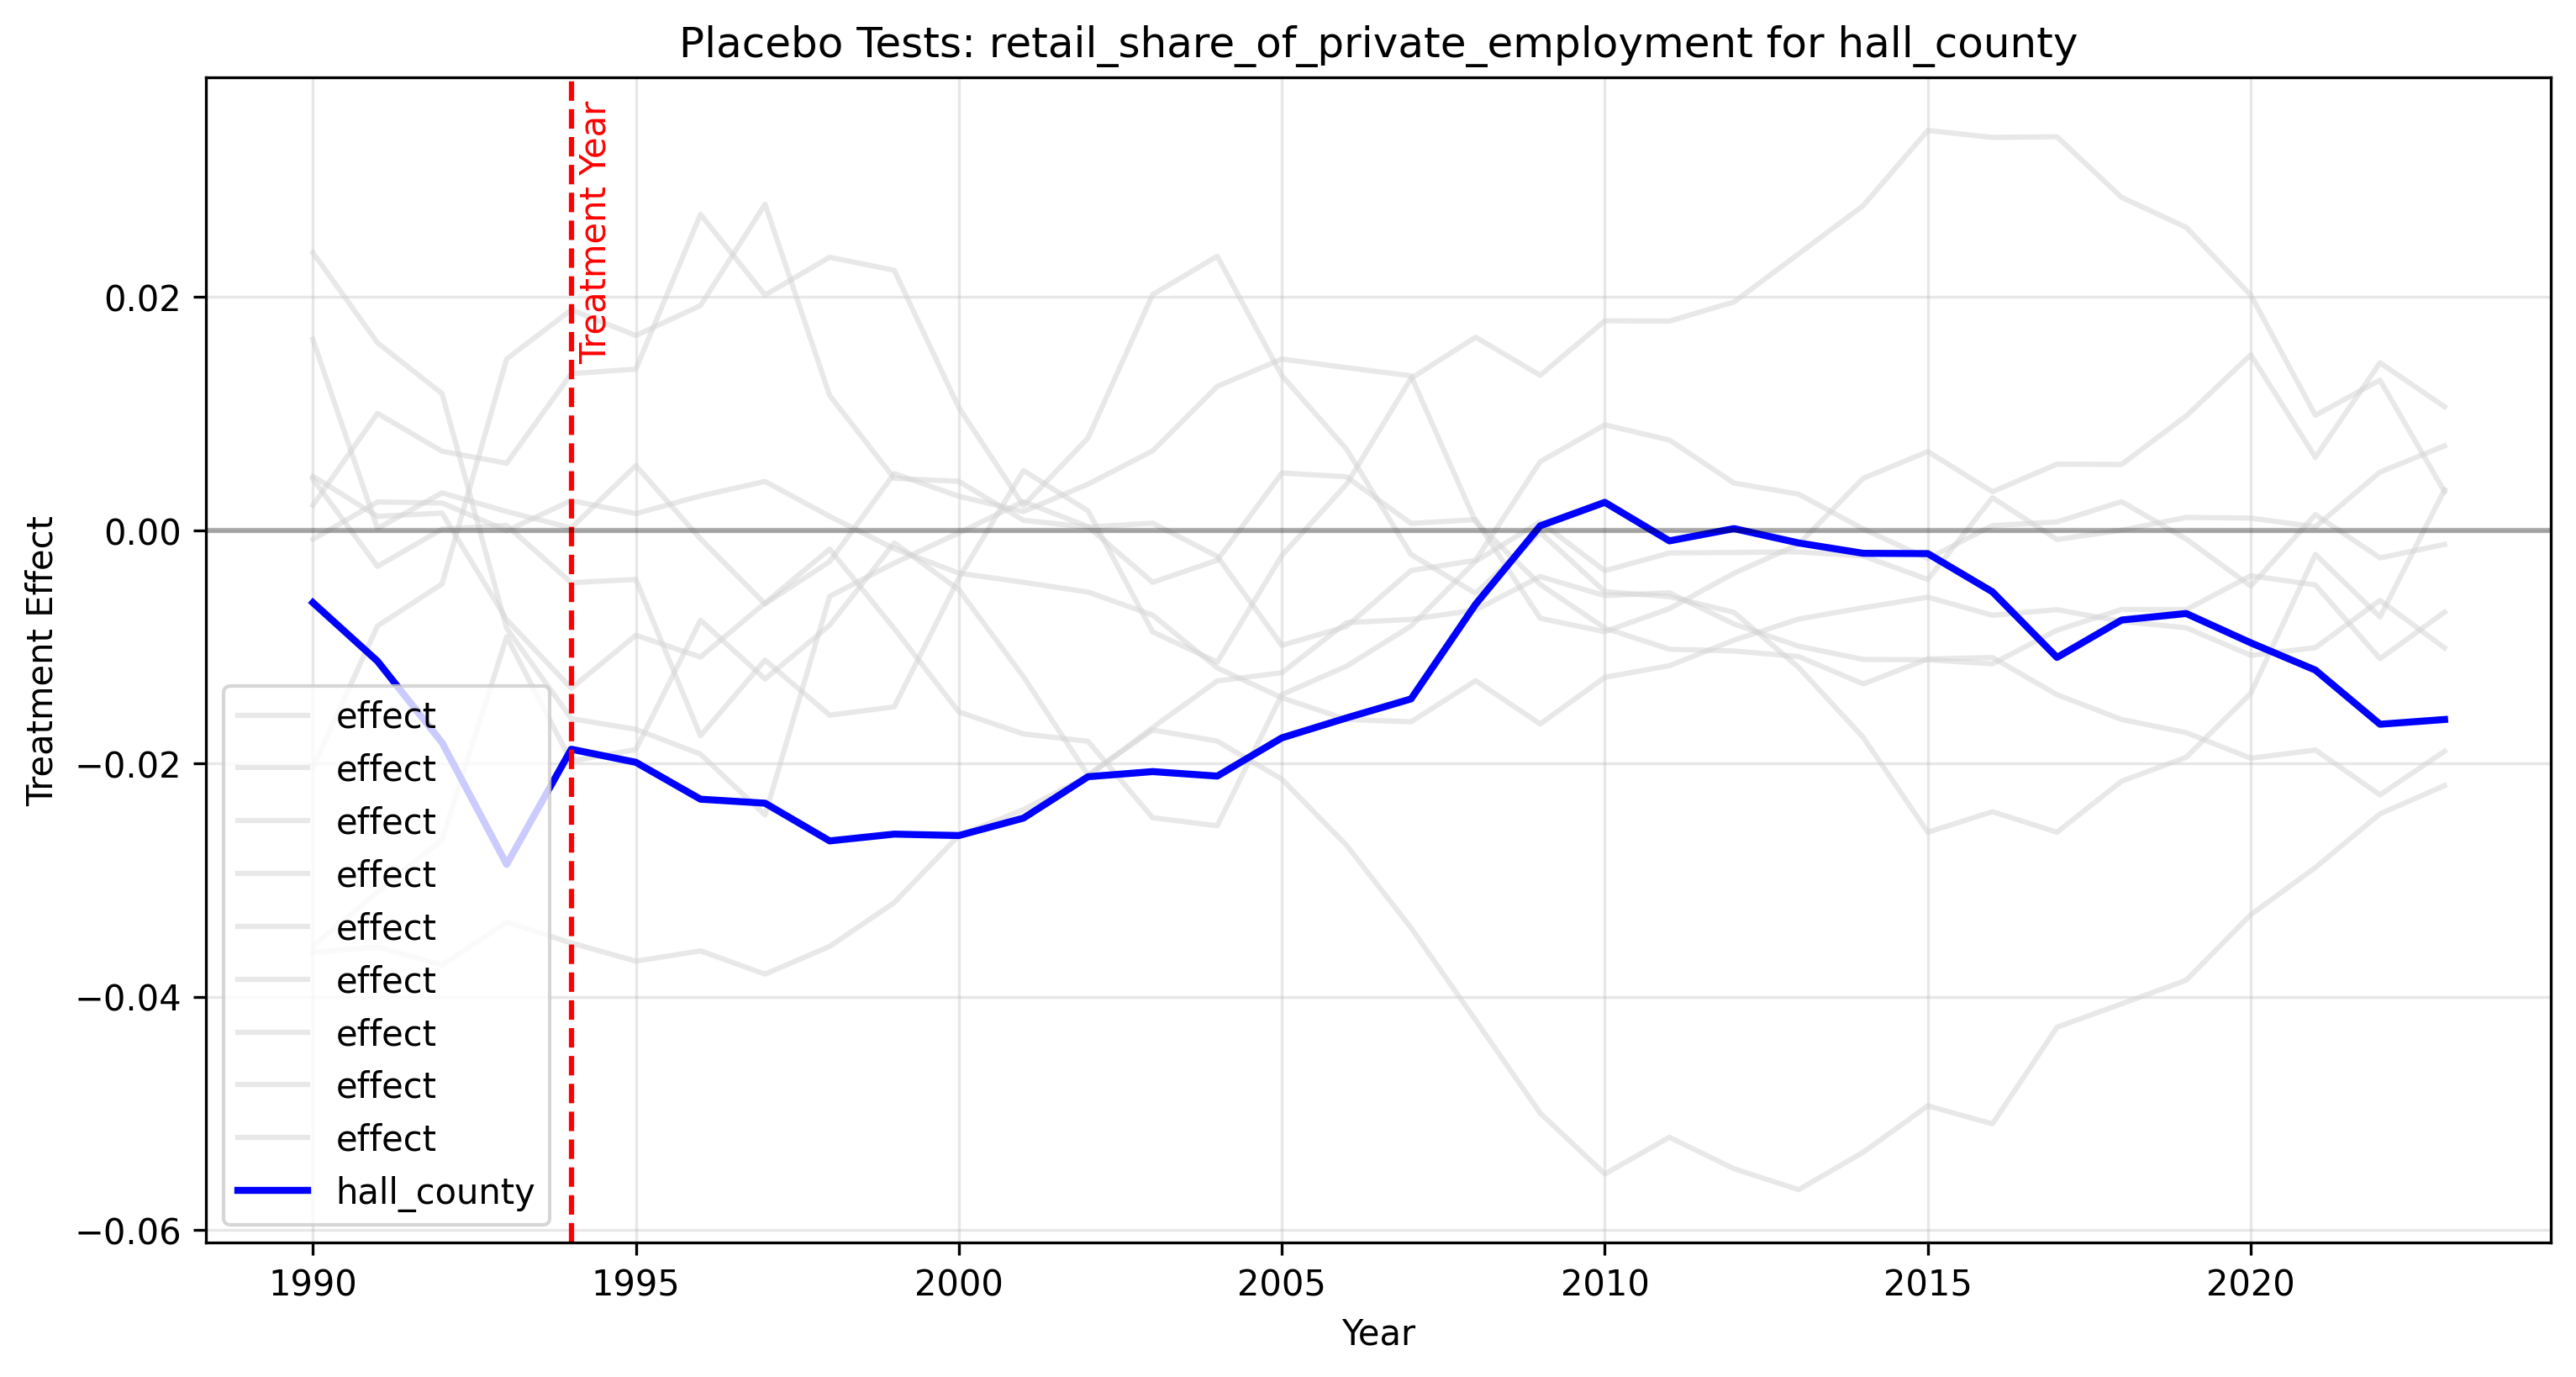 Placebo Tests: retail_share_of_private_employment for hall_county
Treatment Year
Treatment Effect
0.02
0.00
−0.02
−0.04
−0.06
effect
effect
effect
effect
effect
effect
effect
effect
effect
hall_county
1990
1995
2000
2005
2010
2015
2020
Year